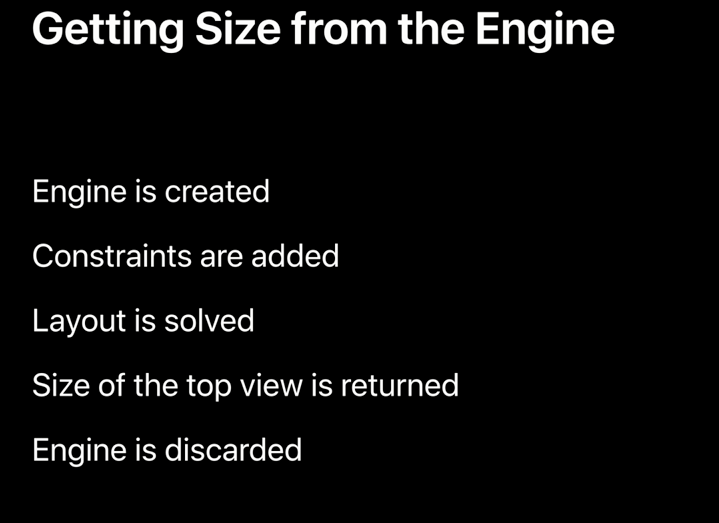 Getting Size from the Engine
Engine is created
Constraints are added
Layout is solved
Size of the top view is returned
Engine is discarded